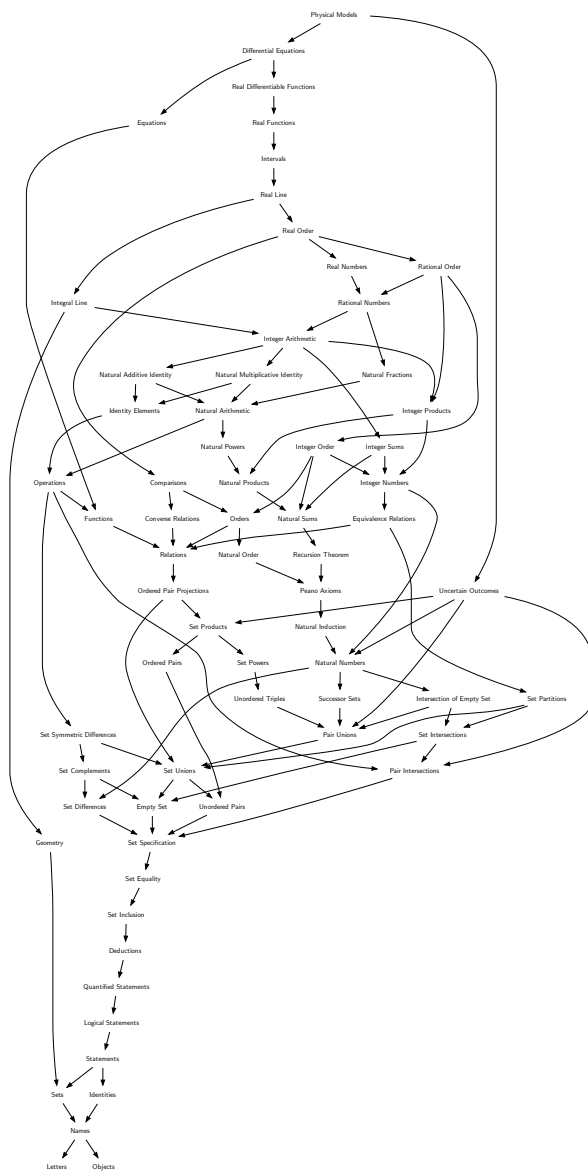 Physical Models
Differential Equations
Real Differentiable Functions
Equations
Real Functions
Intervals
Real Line
Real Order
Real Numbers
Rational Order
Integral Line
Rational Numbers
Integer Arithmetic
Natural Additive Identity
Natural Multiplicative Identity
Natural Fractions
Identity Elements
Natural Arithmetic
Integer Products
Natural Powers
Integer Order
Integer Sums
Operations
Comparisons
Natural Products
Integer Numbers
Functions
Converse Relations
Orders
Natural Sums
Equivalence Relations
Relations
Natural Order
Recursion Theorem
Ordered Pair Projections
Peano Axioms
Uncertain Outcomes
Set Products
Natural Induction
Ordered Pairs
Set Powers
Natural Numbers
Unordered Triples
Successor Sets
Intersection of Empty Set
Set Partitions
Set Symmetric Differences
Pair Unions
Set Intersections
Set Complements
Set Unions
Pair Intersections
Set Differences
Empty Set
Unordered Pairs
Geometry
Set Specification
Set Equality
Set Inclusion
Deductions
Quantified Statements
Logical Statements
Statements
Sets
Identities
Names
Letters
Objects